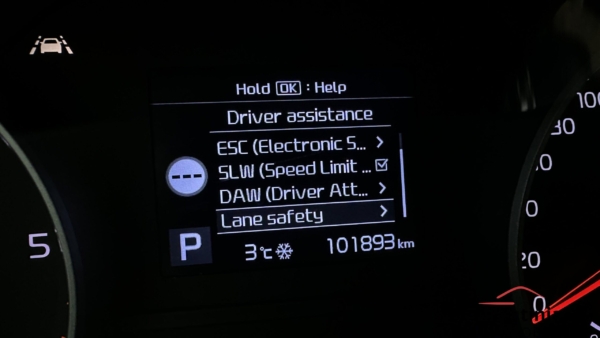 Hold OK : Help
Driver assistance
ESC (Electronic S...
SLW (Speed Limit ...
DAW (Driver Att...
Lane safety
P
3°C
101893 km
5
100
20
0